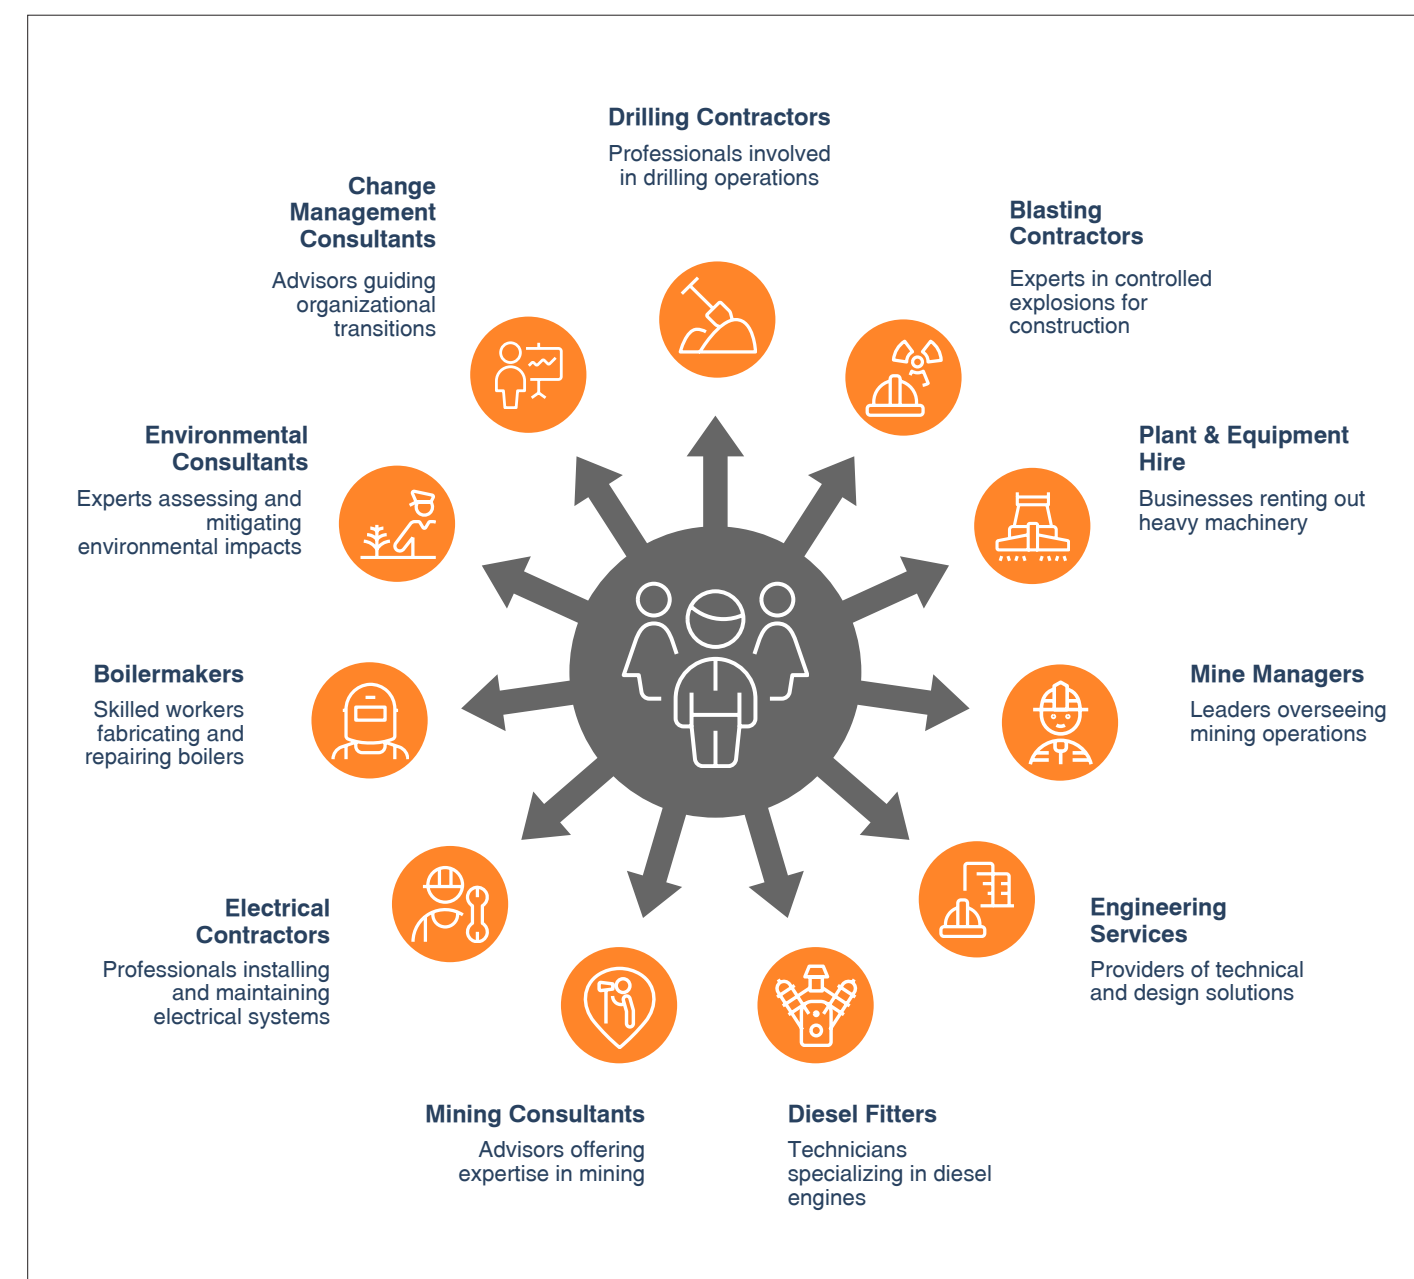 Drilling Contractors
Professionals involved
in drilling operations
Blasting
Contractors
Experts in controlled
explosions for
construction
Plant & Equipment
Hire
Businesses renting out
heavy machinery
Mine Managers
Leaders overseeing
mining operations
Engineering
Services
Providers of technical
and design solutions
Diesel Fitters
Technicians
specializing in diesel
engines
Mining Consultants
Advisors offering
expertise in mining
Electrical
Contractors
Professionals installing
and maintaining
electrical systems
Boilermakers
Skilled workers
fabricating and
repairing boilers
Environmental
Consultants
Experts assessing and
mitigating
environmental impacts
Change
Management
Consultants
Advisors guiding
organizational
transitions